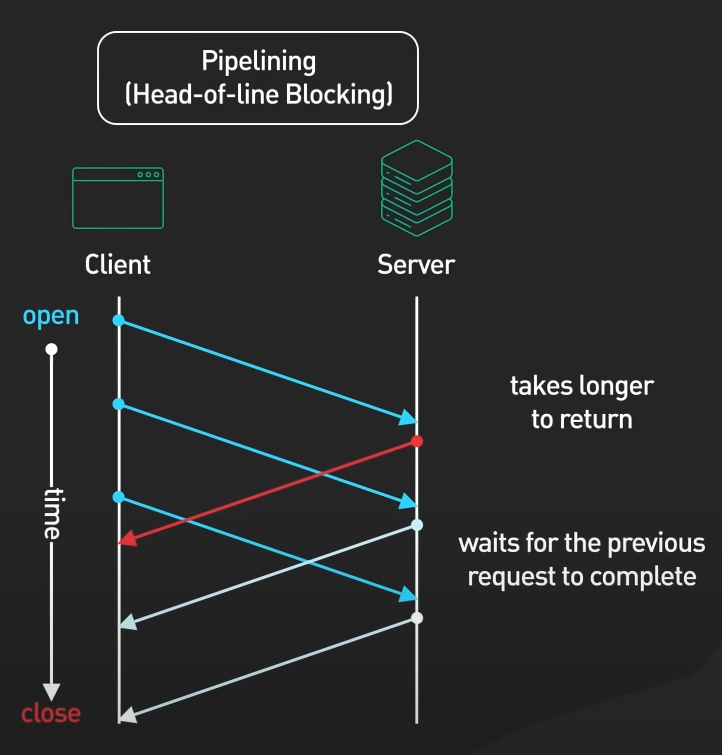 Pipelining
(Head-of-line Blocking)
Client
Server
open
takes longer
to return
time
waits for the previous
request to complete
close